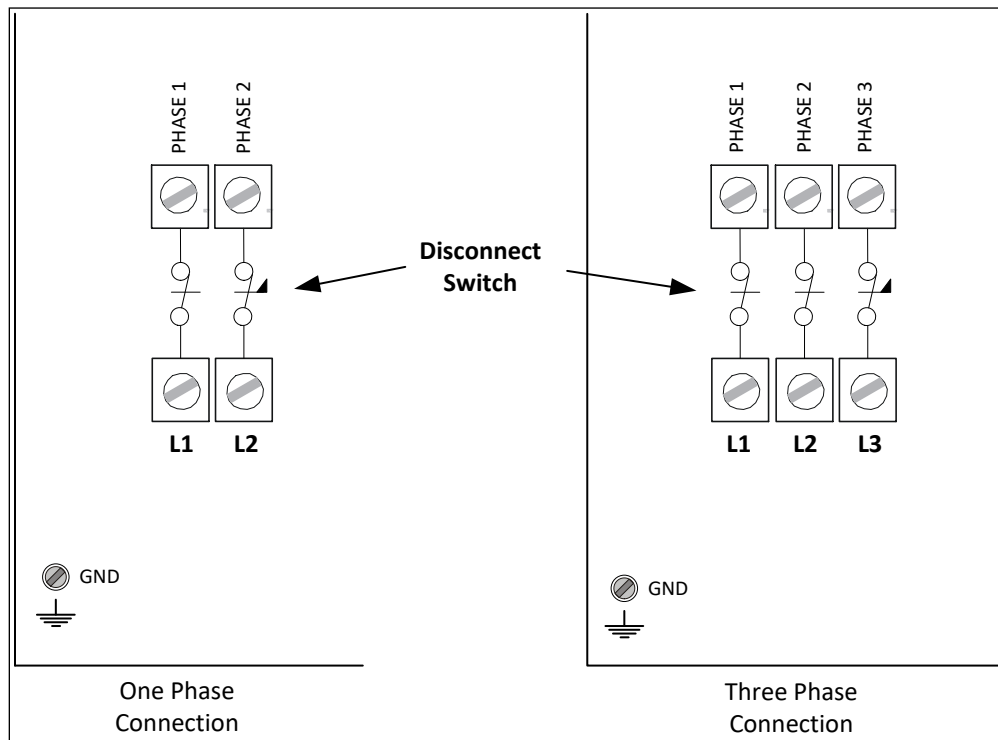 PHASE 1
PHASE 2
PHASE 1
PHASE 2
PHASE 3
Disconnect
Switch
L1
L2
L1
L2
L3
GND
GND
One Phase
Connection
Three Phase
Connection